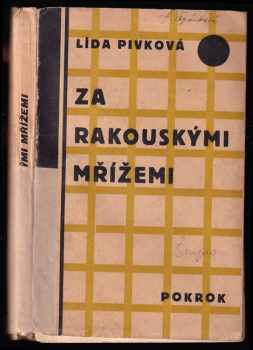 ÝMI MŘÍŽEMI
LÍDA PIVKOVÁ
ZA
RAKOUSKÝMI
MŘÍŽEMI
POKROK